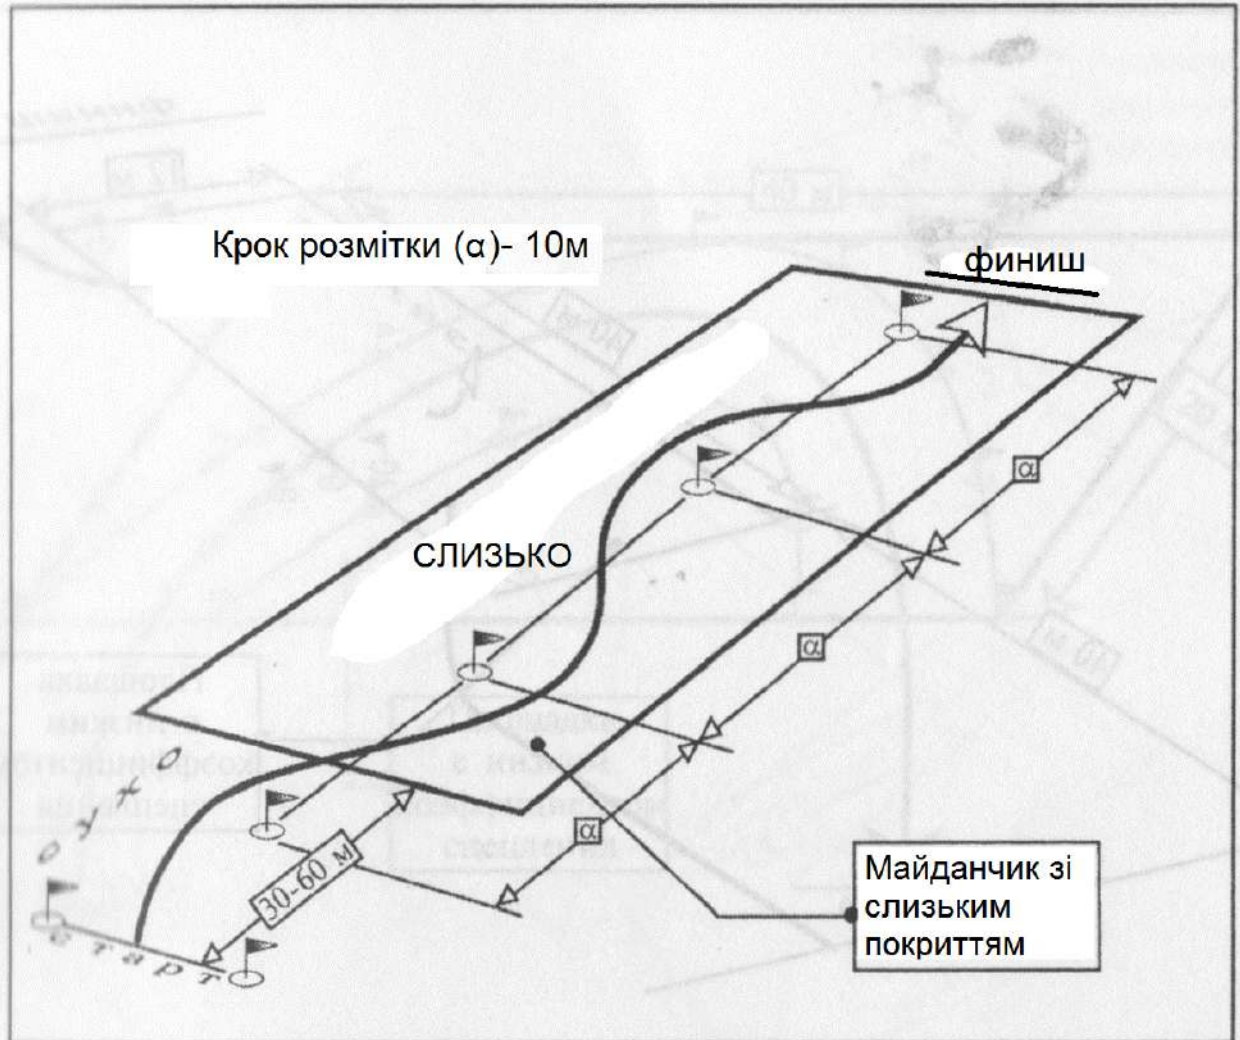 Крок розмітки (α)- 10м
финиш
α
СЛИЗЬКО
α
сухо
α
30-60 м
Майданчик зі
слизьким
покриттям
старт